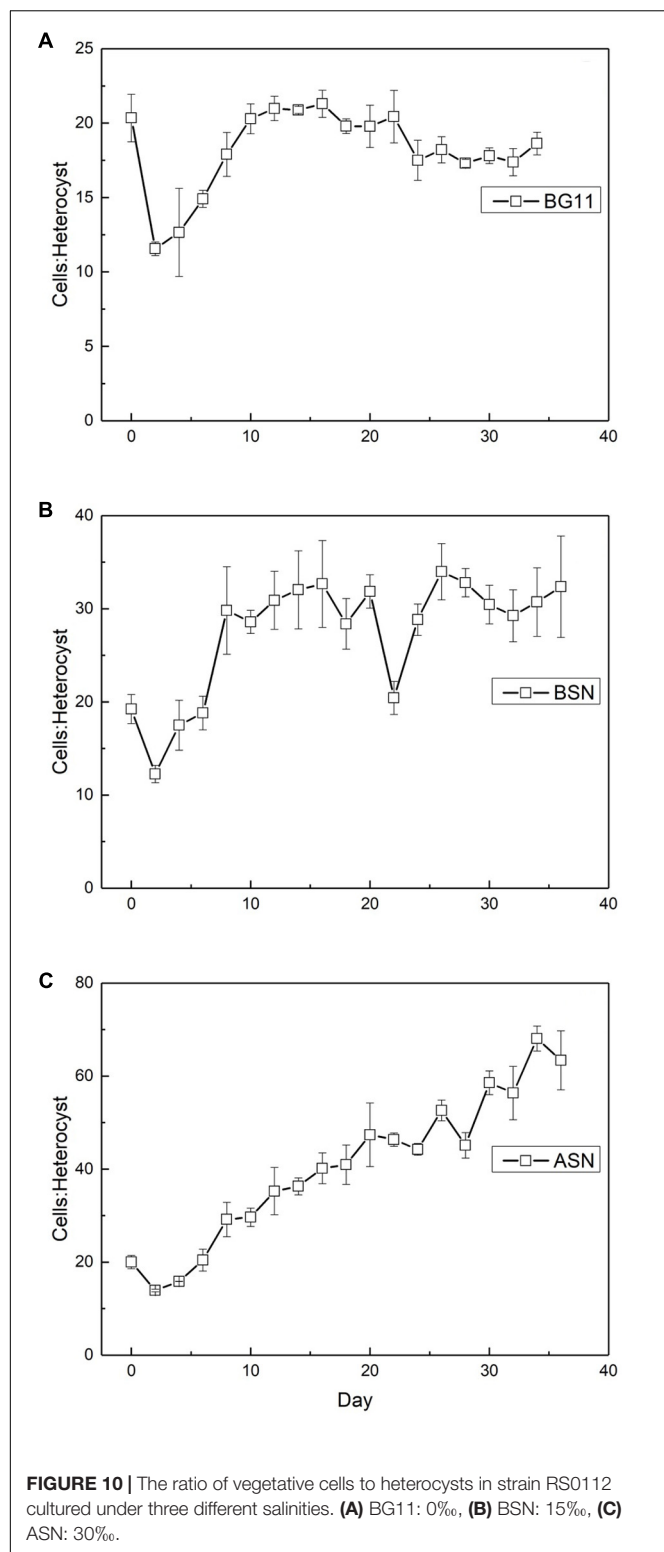 A
25
20
15
10
5
0
Cells:Heterocyst
BG11
0 10 20 30 40
B
40
30
20
10
0
Cells:Heterocyst
BSN
0 10 20 30 40
C
80
60
40
20
0
Cells:Heterocyst
ASN
0 10 20 30 40
Day
FIGURE 10 | The ratio of vegetative cells to heterocysts in strain RS0112
cultured under three different salinities. (A) BG11: 0‰, (B) BSN: 15‰, (C)
ASN: 30‰.